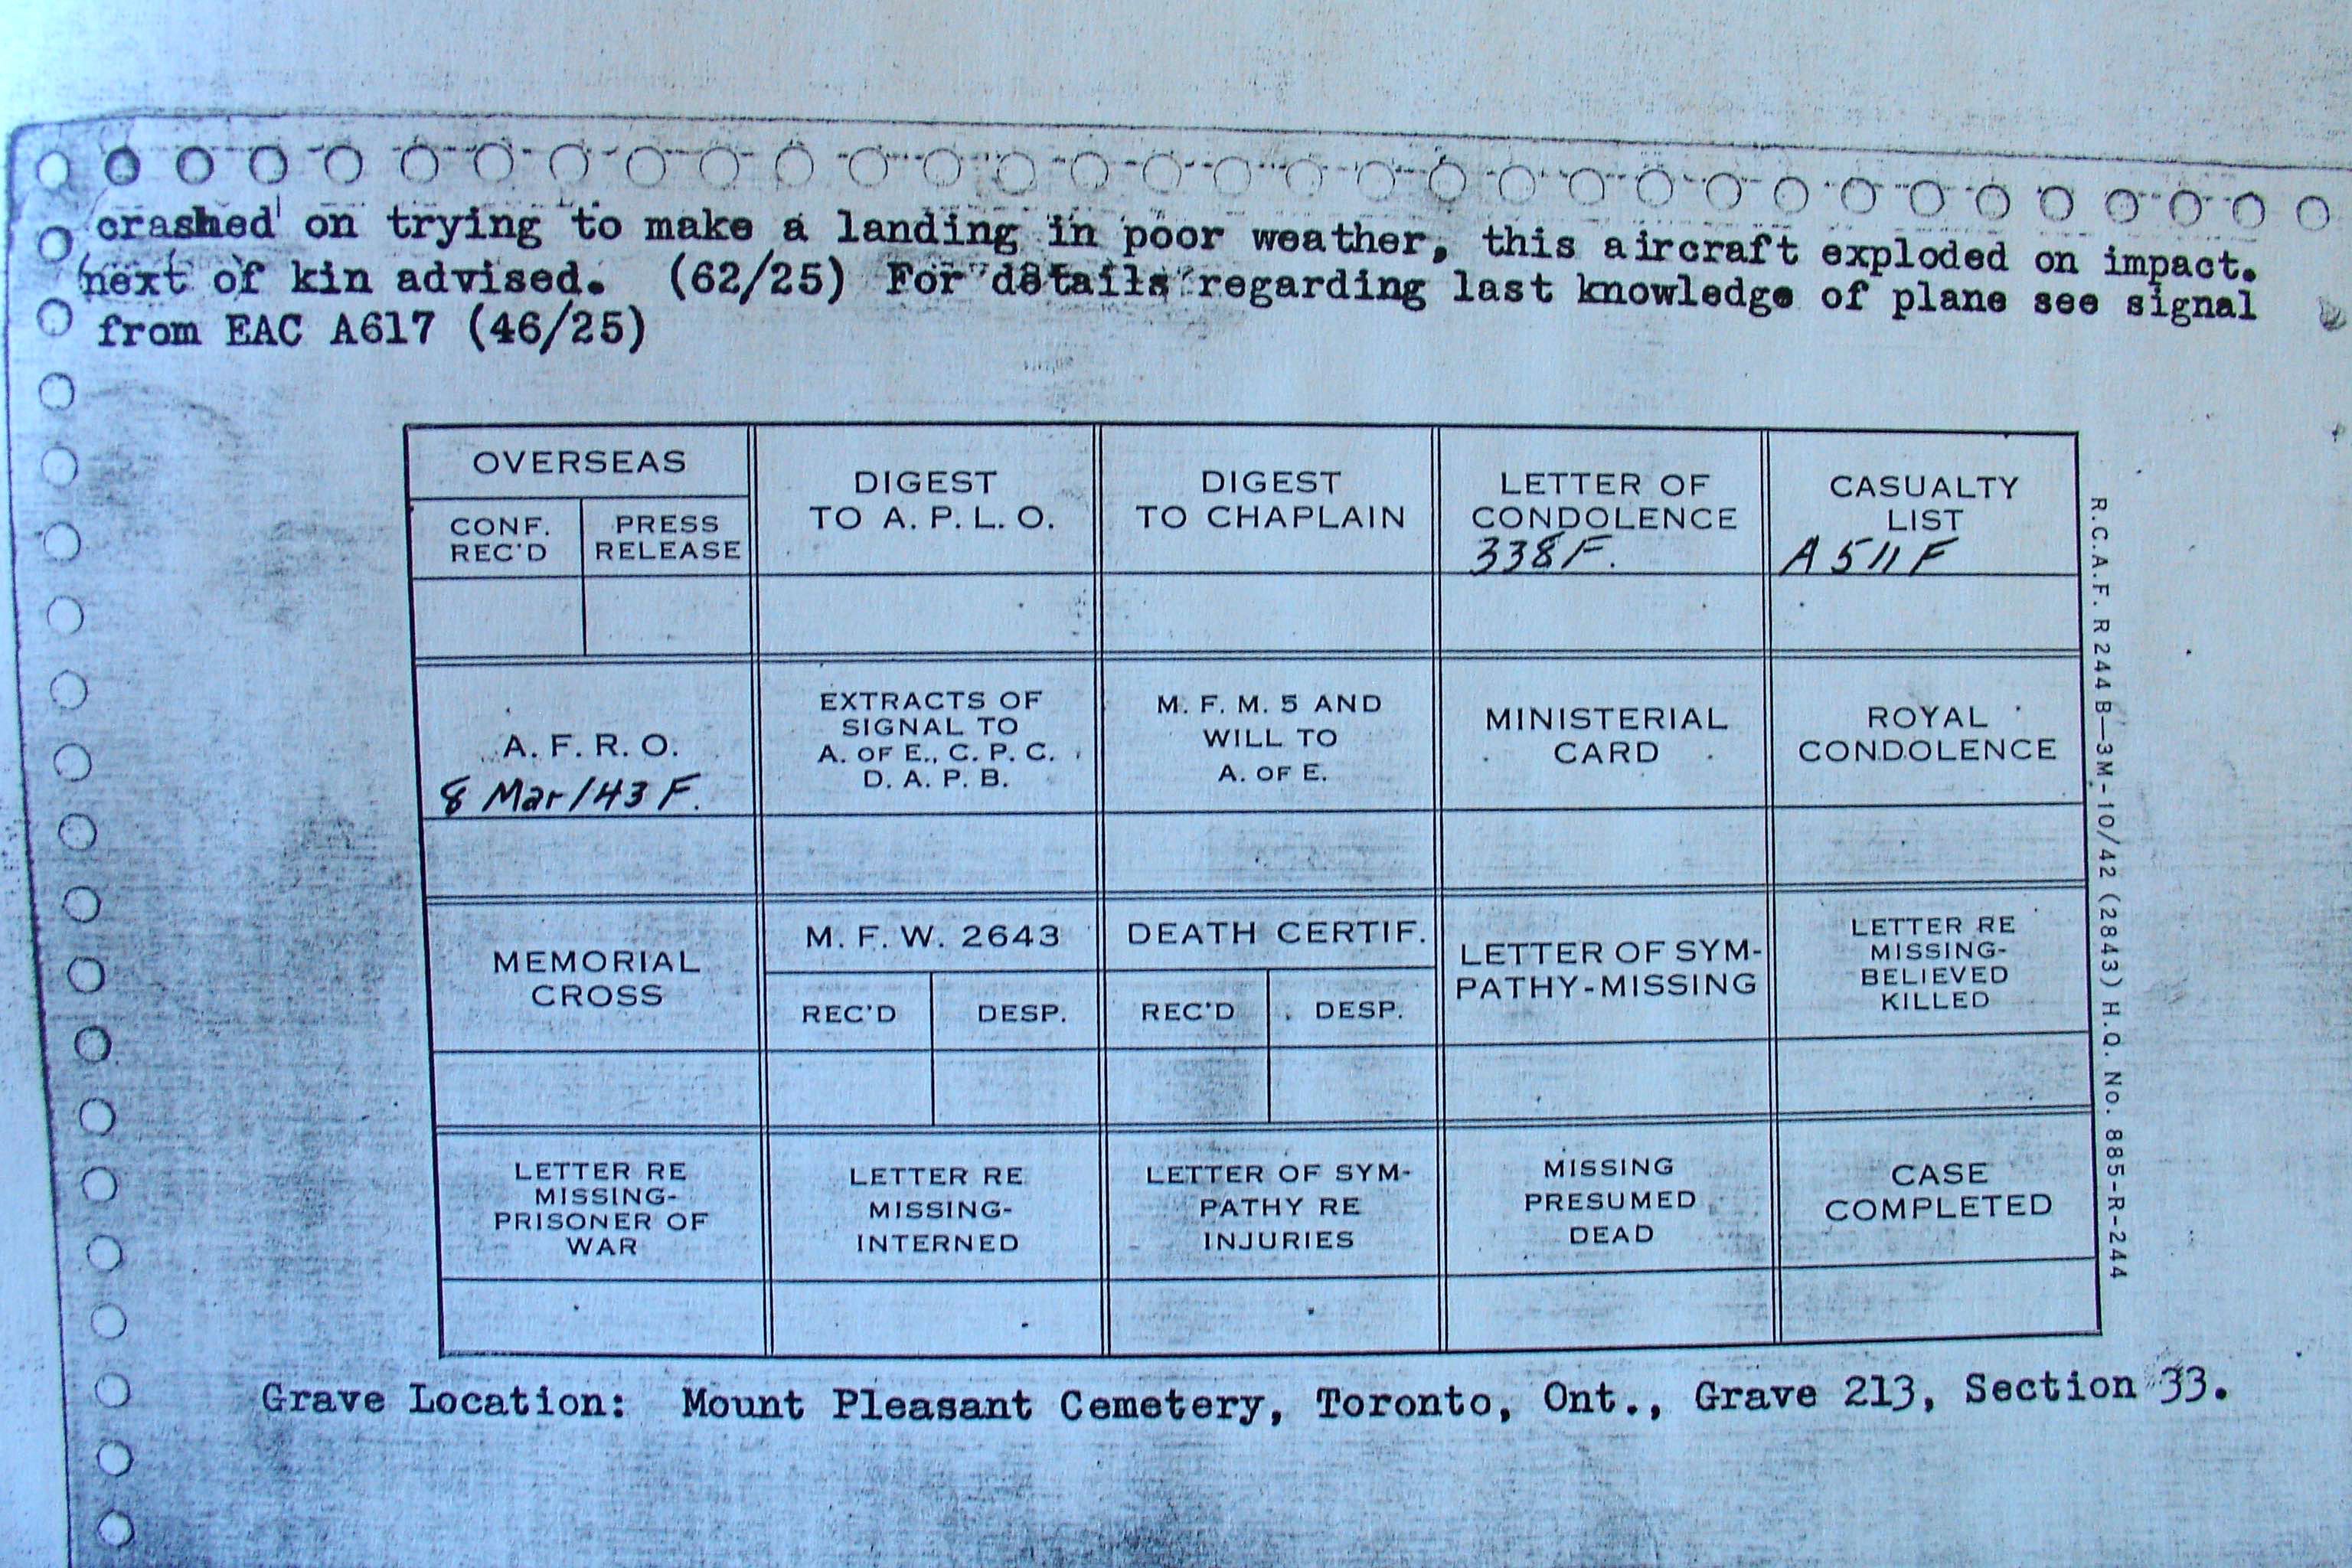 crashed on trying to make a landing in poor weather, this aircraft exploded on impact.
next of kin advised. (62/25) For details regarding last knowledge of plane see signal
from EAC A617 (46/25)
OVERSEAS
CONF.
REC'D
PRESS
RELEASE
DIGEST
TO A. P. L. O.
DIGEST
TO CHAPLAIN
LETTER OF
CONDOLENCE
338F.
CASUALTY
LIST
A 511 F
A. F. R. O.
8 Mar/43 F.
EXTRACTS OF
SIGNAL TO
A. OF E., C. P. C.
D. A. P. B.
M. F. M. 5 AND
WILL TO
A. OF E.
MINISTERIAL
CARD
ROYAL
CONDOLENCE
MEMORIAL
CROSS
M. F. W. 2643
REC'D
DESP.
DEATH CERTIF.
REC'D
DESP.
LETTER OF SYM-
PATHY-MISSING
LETTER RE
MISSING-
BELIEVED
KILLED
LETTER RE
MISSING-
PRISONER OF
WAR
LETTER RE
MISSING-
INTERNED
LETTER OF SYM-
PATHY RE
INJURIES
MISSING
PRESUMED
DEAD
CASE
COMPLETED
R.C.A.F. R 244 B—3M-10/42 (2843) H.Q. NO. 885-R-244
Grave Location: Mount Pleasant Cemetery, Toronto, Ont., Grave 213, Section 33.